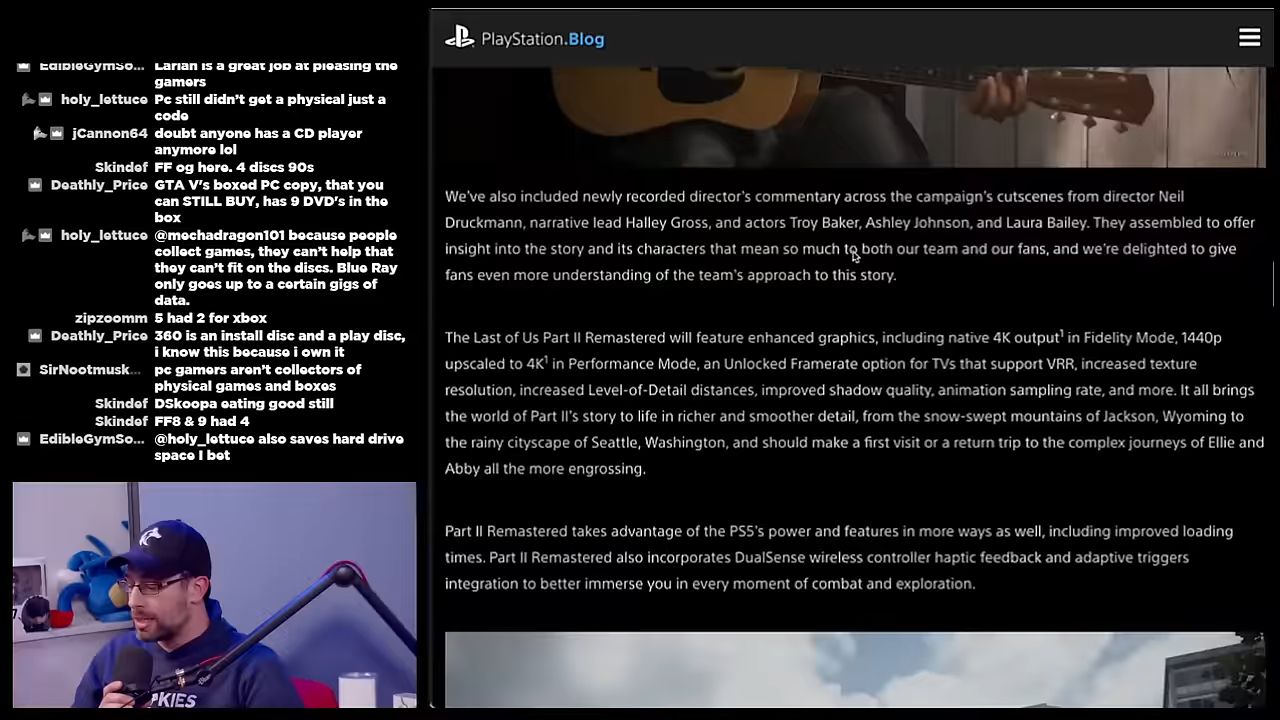 EdibleGymSo... Larian is a great job at pleasing the
gamers
holy_lettuce Pc still didn't get a physical just a
code
jCannon64 doubt anyone has a CD player
anymore lol
Skindef FF og here. 4 discs 90s
Deathly_Price GTA V's boxed PC copy, that you
can STILL BUY, has 9 DVD's in the
box
holy_lettuce @mechadragon101 because people
collect games, they can't help that
they can't fit on the discs. Blue Ray
only goes up to a certain gigs of
data.
zipzoomm 5 had 2 for xbox
Deathly_Price 360 is an install disc and a play disc,
i know this because i own it
SirNootmusk... pc gamers aren't collectors of
physical games and boxes
Skindef DSkoopa eating good still
Skindef FF8 & 9 had 4
EdibleGymSo... @holy_lettuce also saves hard drive
space I bet
KIES
PlayStation.Blog
We've also included newly recorded director's commentary across the campaign's cutscenes from director Neil
Druckmann, narrative lead Halley Gross, and actors Troy Baker, Ashley Johnson, and Laura Bailey. They assembled to offer
insight into the story and its characters that mean so much to both our team and our fans, and we're delighted to give
fans even more understanding of the team's approach to this story.
The Last of Us Part II Remastered will feature enhanced graphics, including native 4K output¹ in Fidelity Mode, 1440p
upscaled to 4K¹ in Performance Mode, an Unlocked Framerate option for TVs that support VRR, increased texture
resolution, increased Level-of-Detail distances, improved shadow quality, animation sampling rate, and more. It all brings
the world of Part II's story to life in richer and smoother detail, from the snow-swept mountains of Jackson, Wyoming to
the rainy cityscape of Seattle, Washington, and should make a first visit or a return trip to the complex journeys of Ellie and
Abby all the more engrossing.
Part II Remastered takes advantage of the PS5's power and features in more ways as well, including improved loading
times. Part II Remastered also incorporates DualSense wireless controller haptic feedback and adaptive triggers
integration to better immerse you in every moment of combat and exploration.